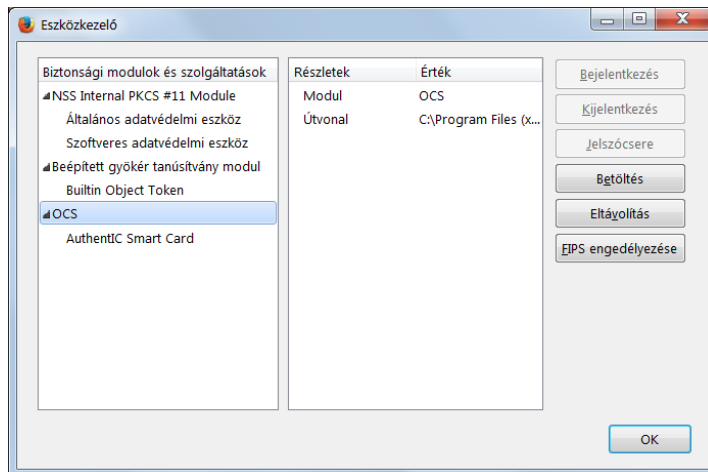 Eszközkezelő
Biztonsági modulok és szolgáltatások
NSS Internal PKCS #11 Module
Általános adatvédelmi eszköz
Szoftveres adatvédelmi eszköz
Beépített gyökér tanúsítvány modul
Builtin Object Token
OCS
AuthentIC Smart Card
Részletek Érték
Modul OCS
Útvonal C:\Program Files (x...
Bejelentkezés
Kijelentkezés
Jelszócsere
Betöltés
Eltávolítás
FIPS engedélyezése
OK